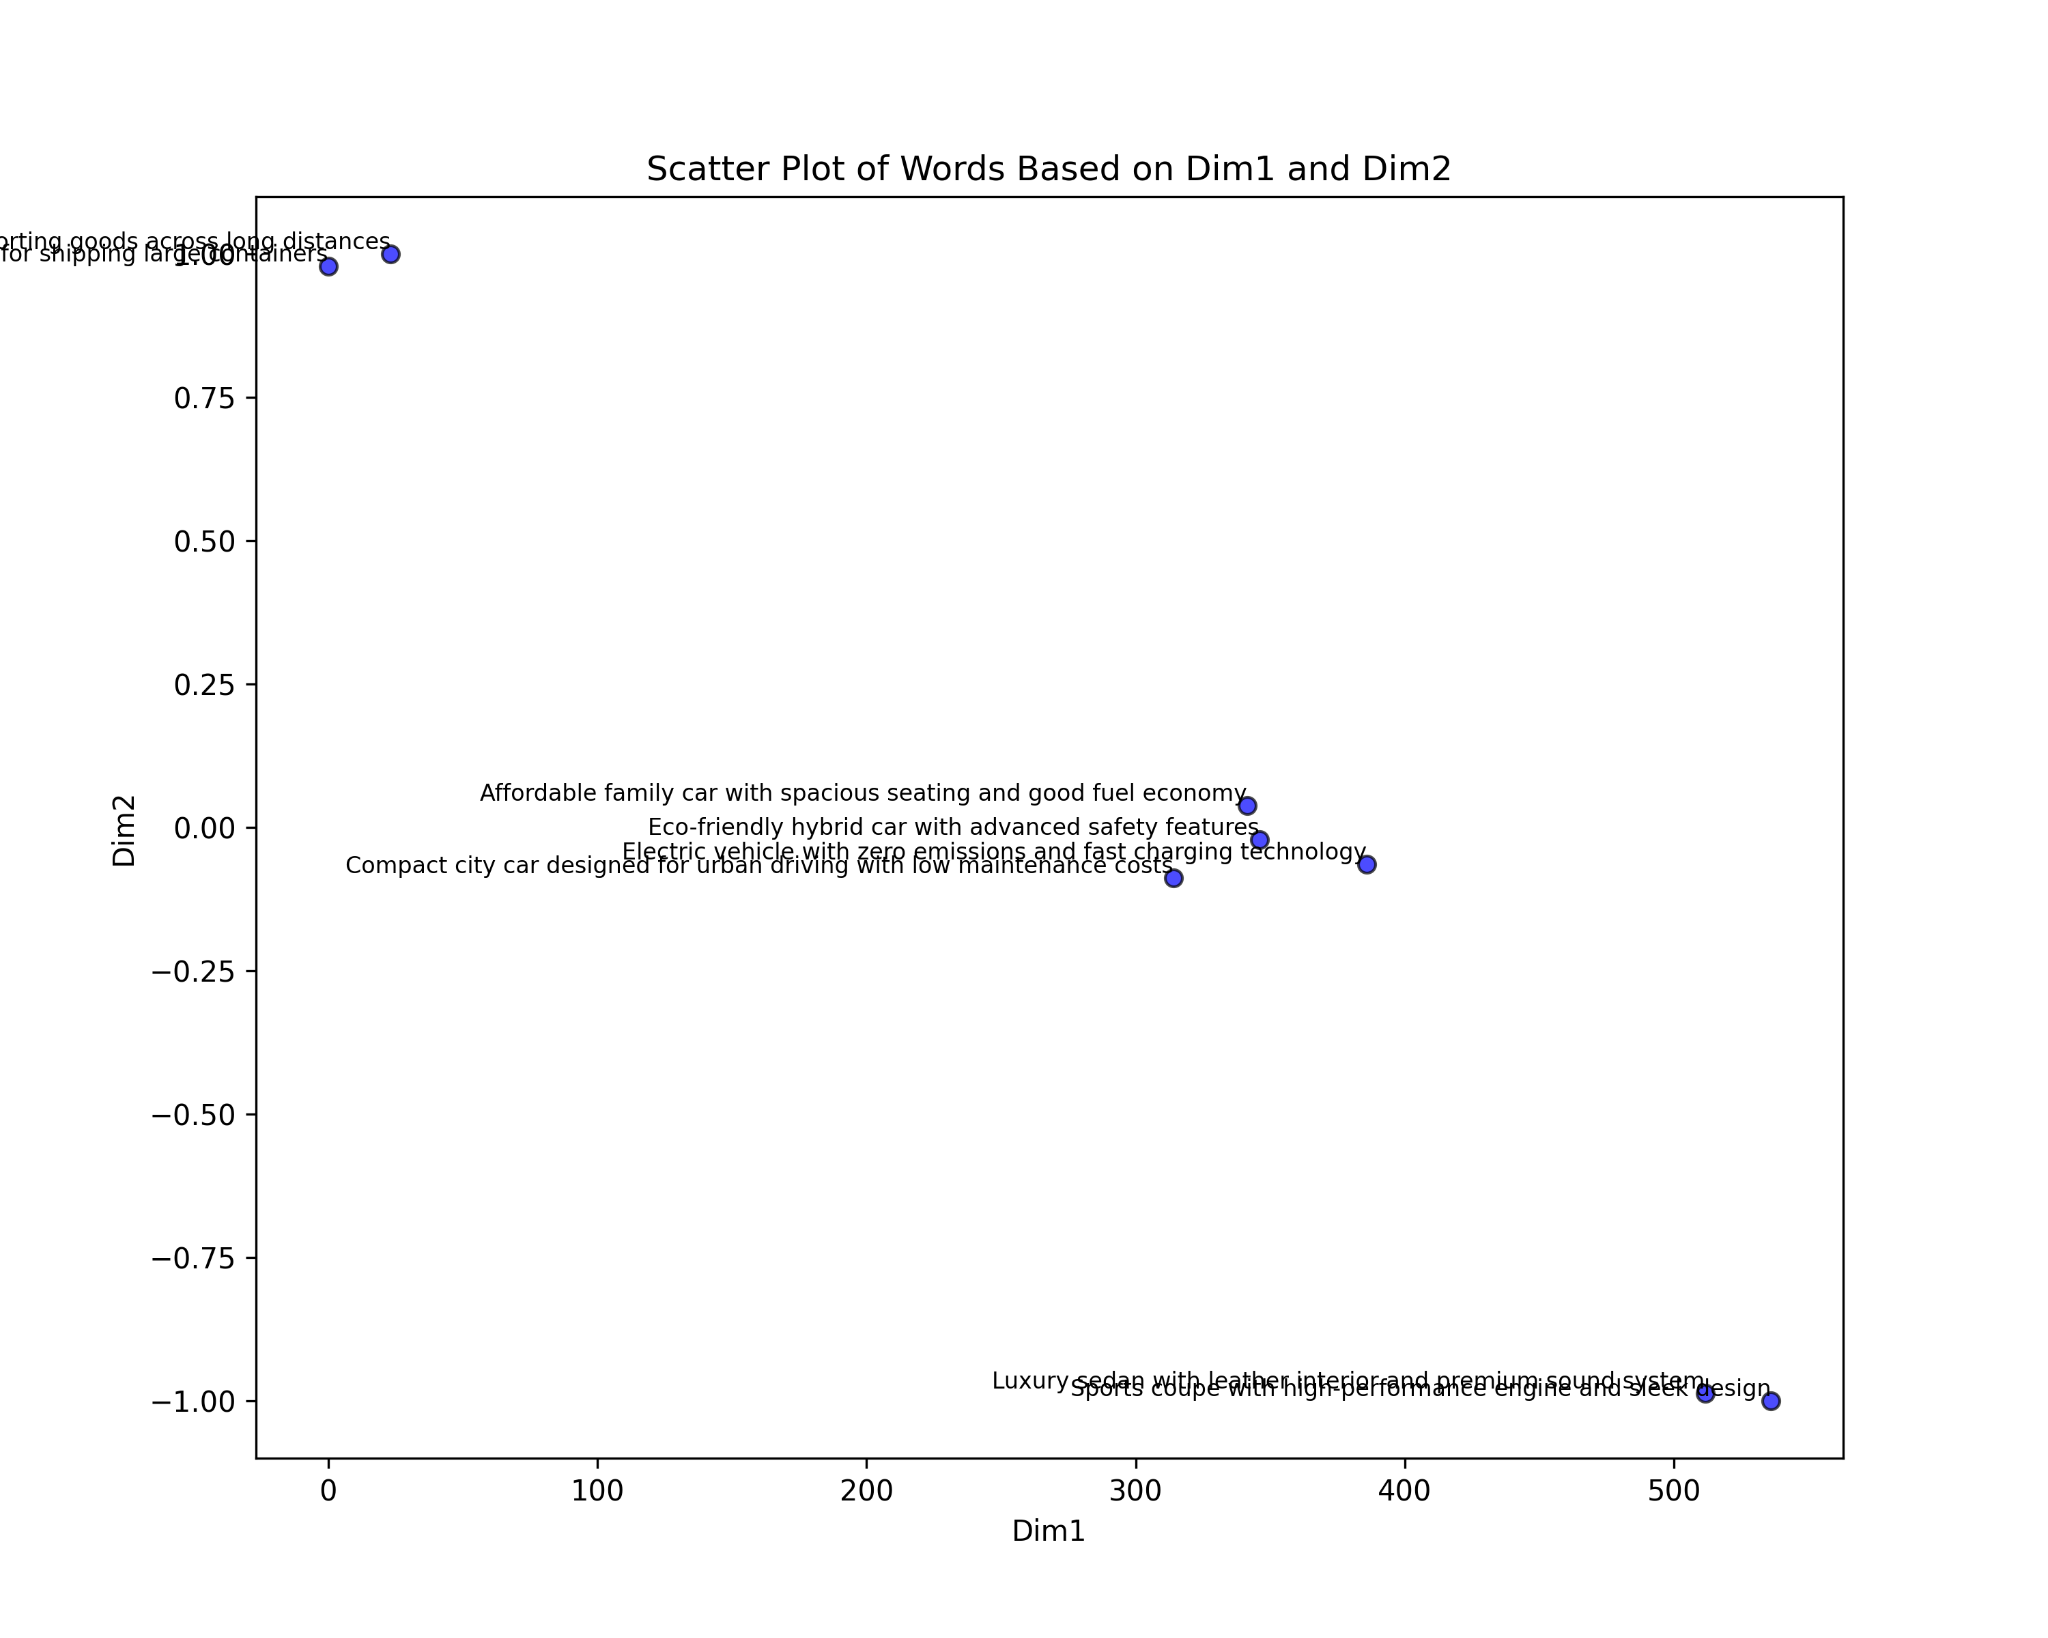 Scatter Plot of Words Based on Dim1 and Dim2
orting goods across long distances
for shipping large containers
1.00
0.75
0.50
0.25
Affordable family car with spacious seating and good fuel economy
0.00
Eco-friendly hybrid car with advanced safety features
Electric vehicle with zero emissions and fast charging technology
Compact city car designed for urban driving with low maintenance costs
−0.25
−0.50
−0.75
Luxury sedan with leather interior and premium sound system
Sports coupe with high-performance engine and sleek design
−1.00
0 100 200 300 400 500
Dim1
Dim2